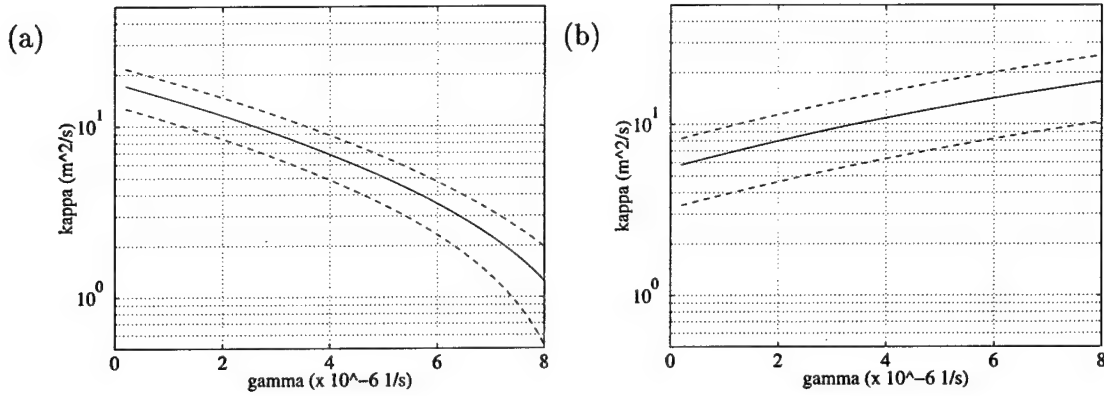 (a)
kappa (m^2/s)
10^1
10^0
0 2 4 6 8
gamma (x 10^−6 1/s)
(b)
kappa (m^2/s)
10^1
10^0
0 2 4 6 8
gamma (x 10^−6 1/s)